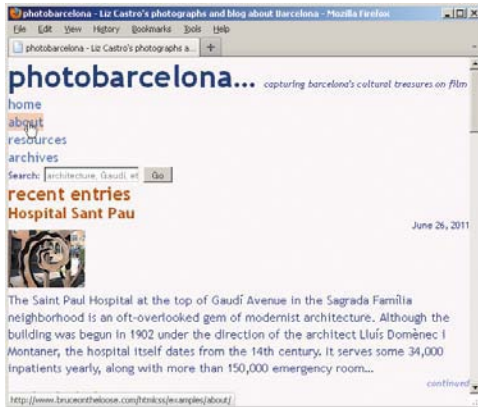 photobarcelona - Liz Castro's photographs and blog about Barcelona - Mozilla Firefox
File Edit View History Bookmarks Tools Help
photobarcelona - Liz Castro's photographs a... +
photobarcelona... capturing barcelona's cultural treasures on film
home
about
resources
archives
Search: architecture, Gaudí, et Go
recent entries
Hospital Sant Pau
June 26, 2011
The Saint Paul Hospital at the top of Gaudí Avenue in the Sagrada Família
neighborhood is an oft-overlooked gem of modernist architecture. Although the
building was begun in 1902 under the direction of the architect Lluís Domènec i
Montaner, the hospital itself dates from the 14th century. It serves some 34,000
inpatients yearly, along with more than 150,000 emergency room...
continued
http://www.bruceontheloose.com/htmlcss/examples/about/